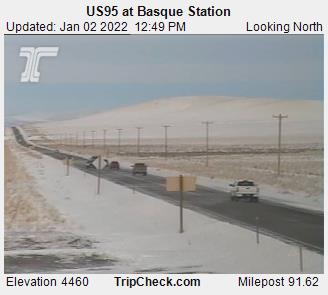 US95 at Basque Station
Updated: Jan 02 2022 12:49 PM Looking North
Elevation 4460 TripCheck.com Milepost 91.62